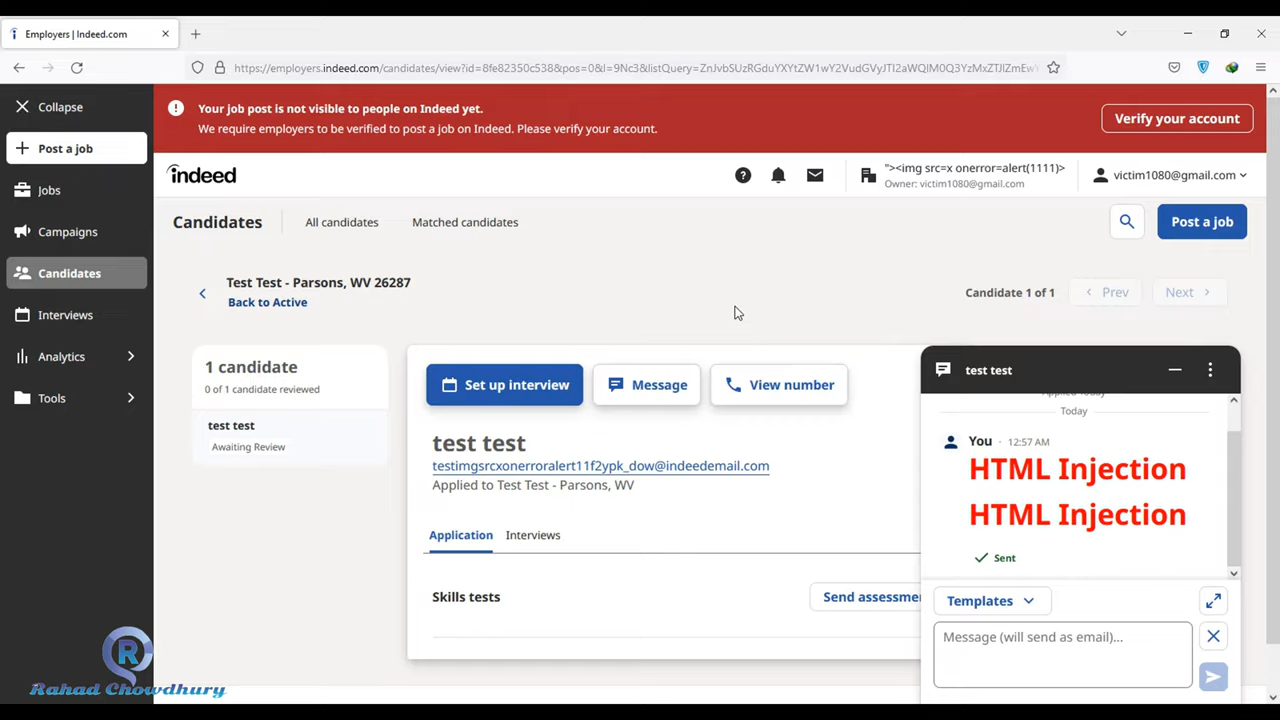 Employers | Indeed.com
https://employers.indeed.com/candidates/view?id=8fe82350c538&pos=0&l=9Nc3&listQuery=
Collapse
Your job post is not visible to people on Indeed yet.
We require employers to be verified to post a job on Indeed. Please verify your account.
Verify your account
Post a job
indeed
"><img src=x onerror=alert(1111)>
Owner: victim1080@gmail.com
victim1080@gmail.com
Jobs
Campaigns
Candidates
Interviews
Analytics
Tools
Candidates
All candidates
Matched candidates
Post a job
Test Test - Parsons, WV 26287
Back to Active
Candidate 1 of 1
Prev
Next
1 candidate
0 of 1 candidate reviewed
test test
Awaiting Review
Set up interview
Message
View number
test test
testimgsrcxonerroralert11f2ypk_dow@indeedemail.com
Applied to Test Test - Parsons, WV
Application
Interviews
Skills tests
Send assessmen
test test
Applied Today
Today
You · 12:57 AM
HTML Injection
HTML Injection
Sent
Templates
Message (will send as email)...
R
Rahad Chowdhury